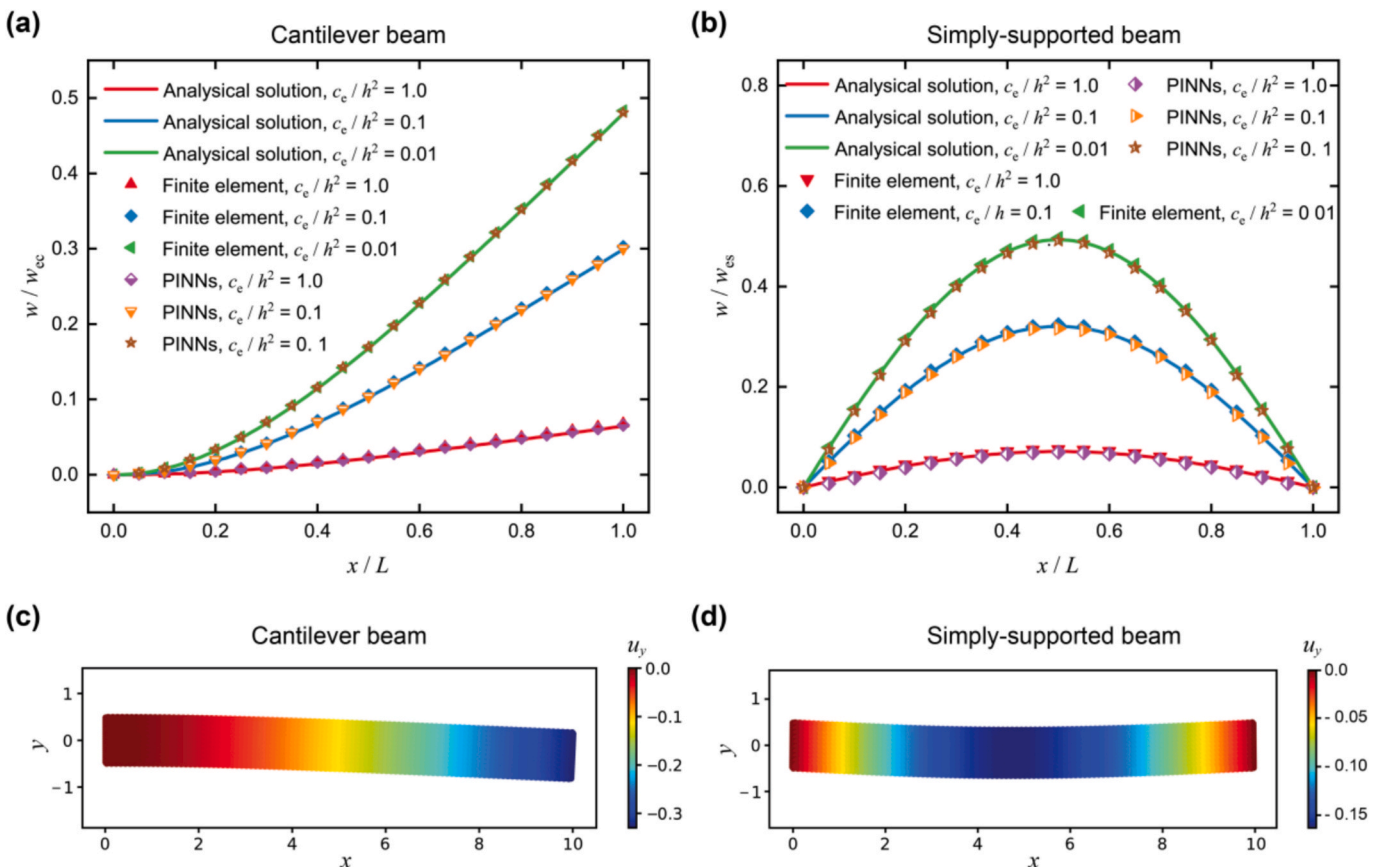 (a)
Cantilever beam
Analysical solution, cₑ / h² = 1.0
Analysical solution, cₑ / h² = 0.1
Analysical solution, cₑ / h² = 0.01
Finite element, cₑ / h² = 1.0
Finite element, cₑ / h² = 0.1
Finite element, cₑ / h² = 0.01
PINNs, cₑ / h² = 1.0
PINNs, cₑ / h² = 0.1
PINNs, cₑ / h² = 0. 1
0.5
0.4
0.3
0.2
0.1
0.0
w / w_ec
0.0 0.2 0.4 0.6 0.8 1.0
x / L
(b)
Simply-supported beam
Analysical solution, cₑ / h² = 1.0 PINNs, cₑ / h² = 1.0
Analysical solution, cₑ / h² = 0.1 PINNs, cₑ / h² = 0.1
Analysical solution, cₑ / h² = 0.01 PINNs, cₑ / h² = 0. 1
Finite element, cₑ / h² = 1.0
Finite element, cₑ / h = 0.1 Finite element, cₑ / h² = 0 01
0.8
0.6
0.4
0.2
0.0
w / w_es
0.0 0.2 0.4 0.6 0.8 1.0
x / L
(c)
Cantilever beam
u_y
1
0
−1
y
0 2 4 6 8 10
x
0.0
−0.1
−0.2
−0.3
(d)
Simply-supported beam
u_y
1
0
−1
y
0 2 4 6 8 10
x
0.0
- .05
−0.10
−0.15